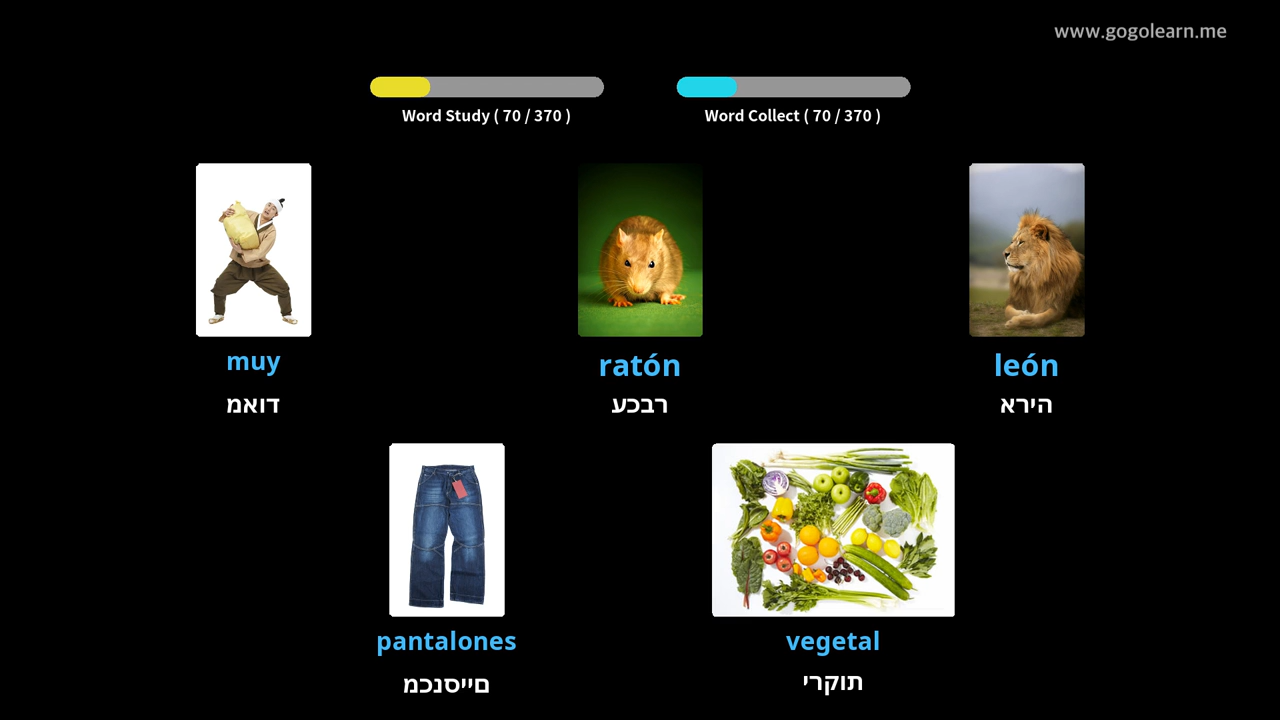 www.gogolearn.me
Word Study ( 70 / 370 )
Word Collect ( 70 / 370 )
muy
מאוד
ratón
עכבר
león
אריה
pantalones
מכנסיים
vegetal
ירקות